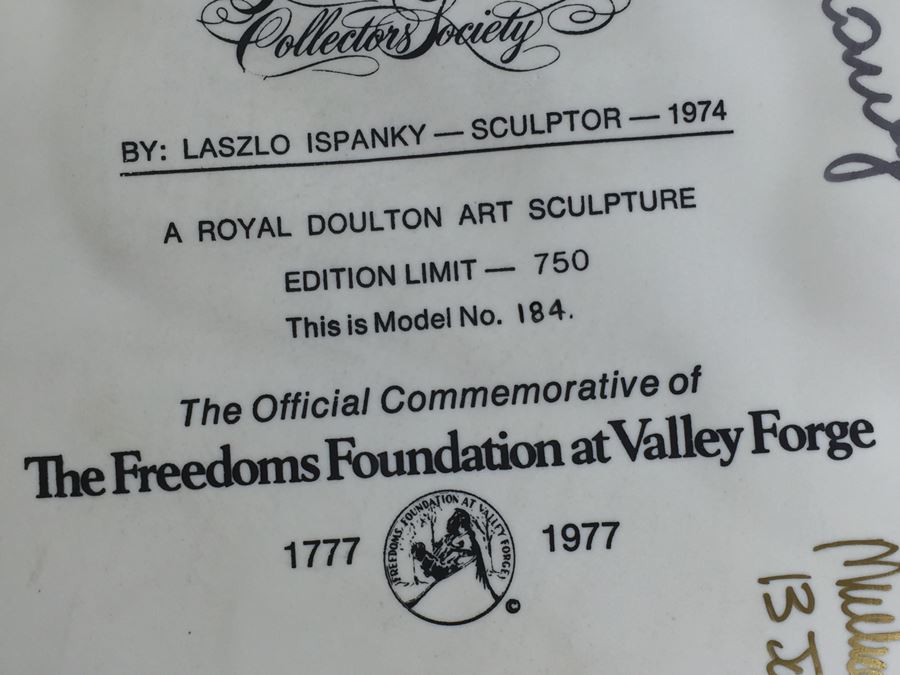 Collectors Society
BY: LASZLO ISPANKY — SCULPTOR — 1974
A ROYAL DOULTON ART SCULPTURE
EDITION LIMIT — 750
This is Model No. 184.
The Official Commemorative of
The Freedoms Foundation at Valley Forge
1777 1977
FREEDOMS FOUNDATION AT VALLEY FORGE
©
13